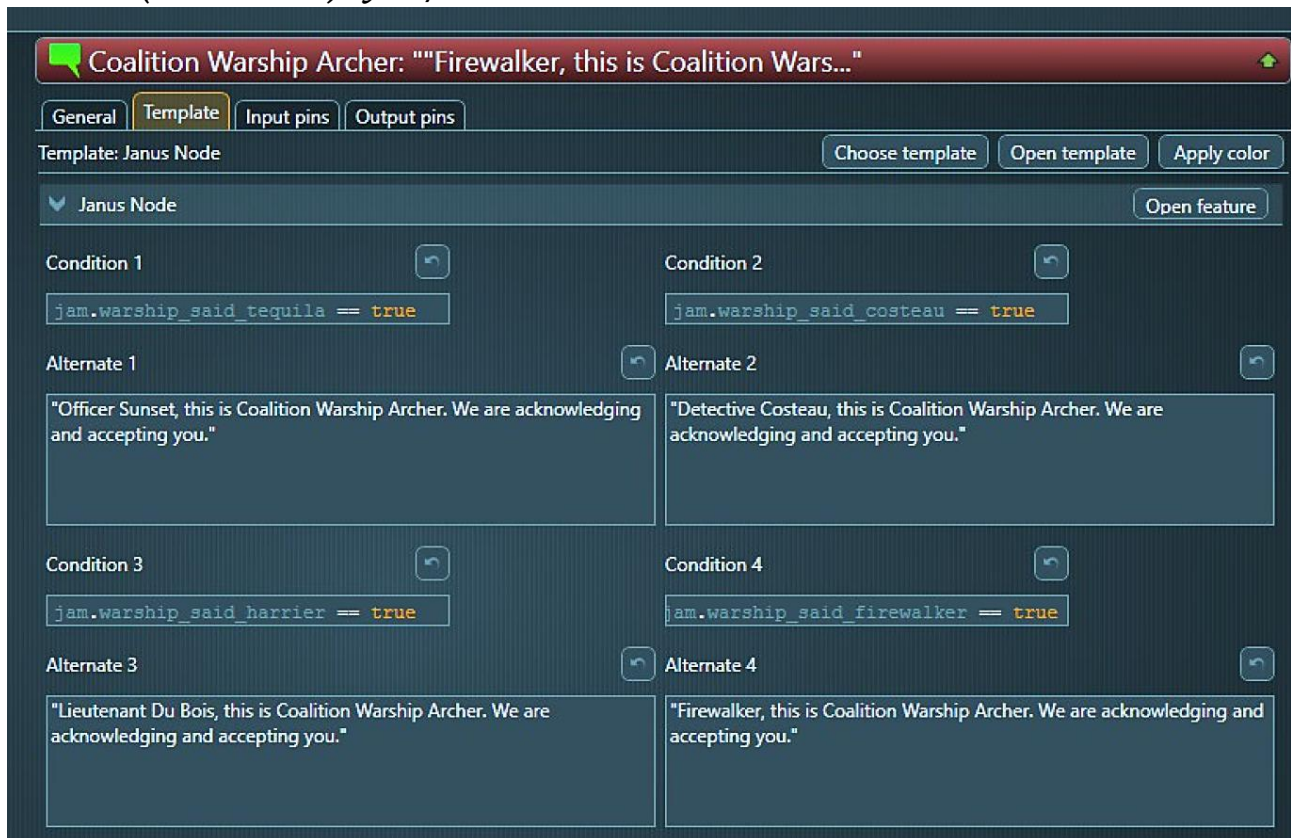 Coalition Warship Archer: ""Firewalker, this is Coalition Wars..."
General Template Input pins Output pins
Template: Janus Node Choose template Open template Apply color
Janus Node Open feature
Condition 1 Condition 2
jam.warship_said_tequila == true jam.warship_said_costeau == true
Alternate 1 Alternate 2
"Officer Sunset, this is Coalition Warship Archer. We are acknowledging
and accepting you."
"Detective Costeau, this is Coalition Warship Archer. We are
acknowledging and accepting you."
Condition 3 Condition 4
jam.warship_said_harrier == true jam.warship_said_firewalker == true
Alternate 3 Alternate 4
"Lieutenant Du Bois, this is Coalition Warship Archer. We are
acknowledging and accepting you."
"Firewalker, this is Coalition Warship Archer. We are acknowledging and
accepting you."